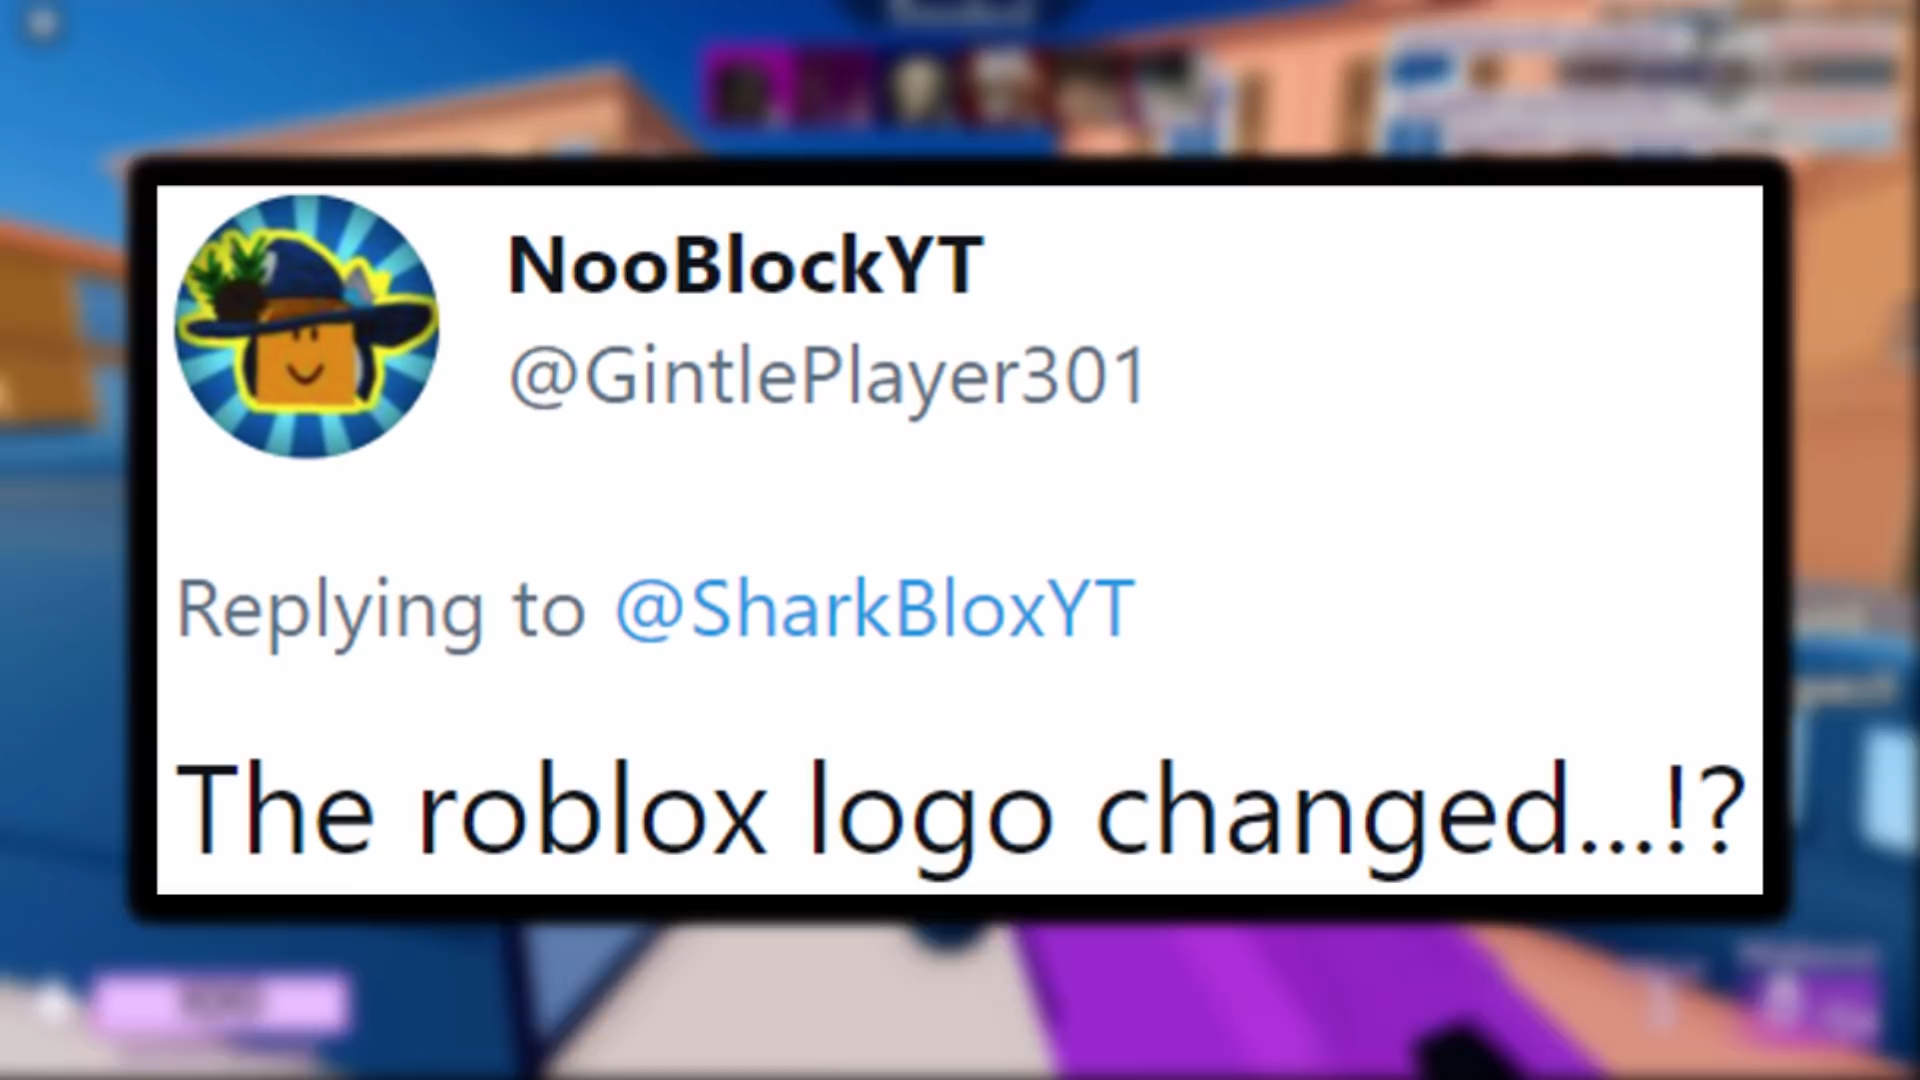 NooBlockYT
@GintlePlayer301
Replying to @SharkBloxYT
The roblox logo changed...!?